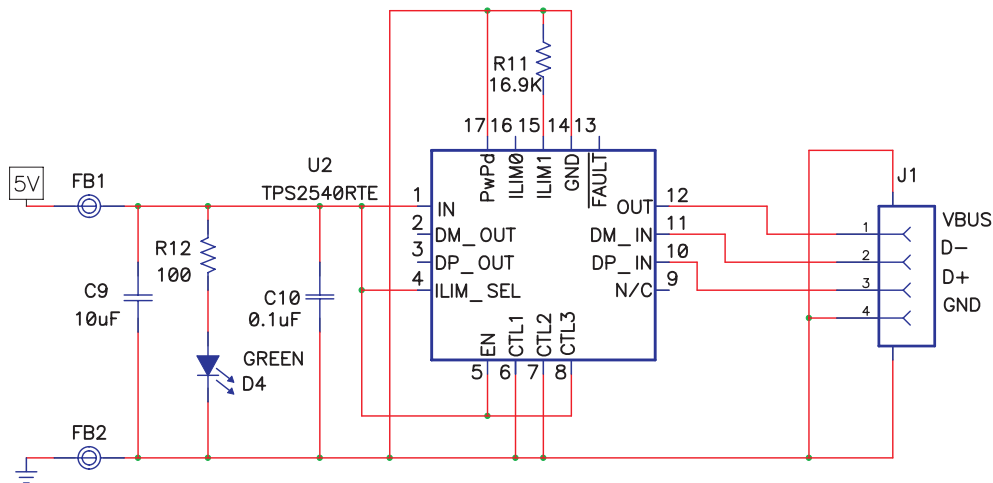 R11
16.9K
17 16 15 14 13
U2
TPS2540RTE
5V
FB1
1
2
3
4
PwPd
ILIM0
ILIM1
GND
FAULT
IN
DM_OUT
DP_OUT
ILIM_SEL
OUT
DM_IN
DP_IN
N/C
12
11
10
9
J1
1
2
3
4
VBUS
D-
D+
GND
R12
100
C9
10uF
C10
0.1uF
GREEN
D4
EN
CTL1
CTL2
CTL3
5 6 7 8
FB2